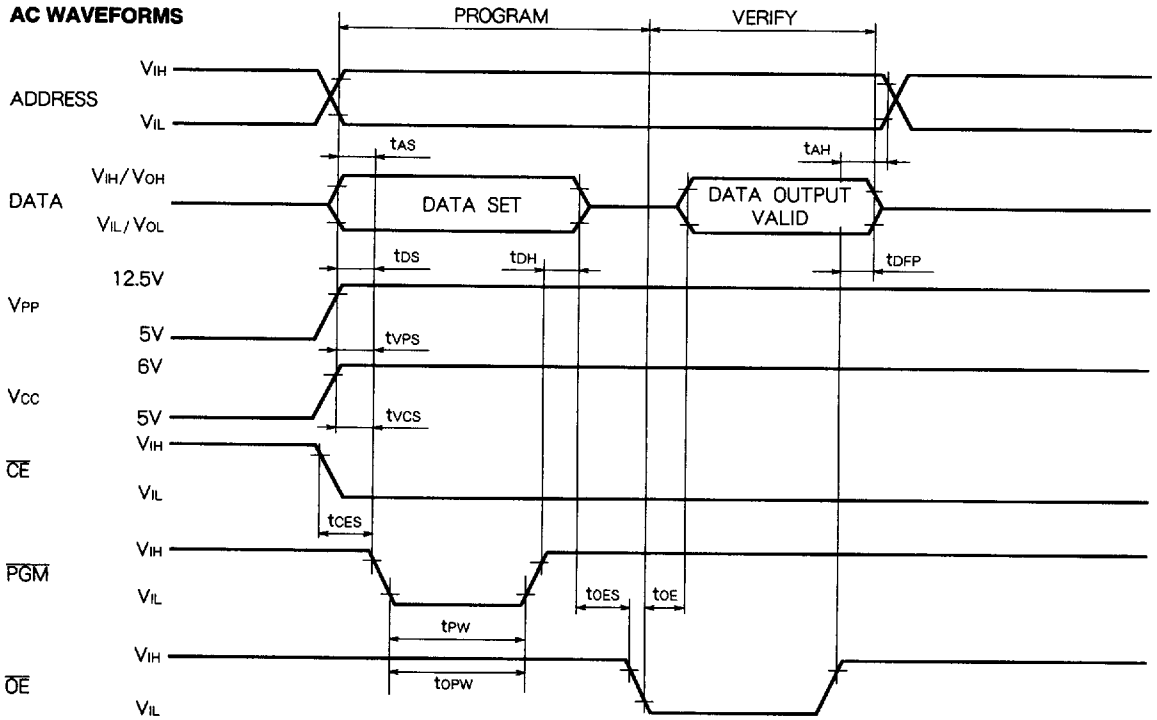 AC WAVEFORMS
PROGRAM
VERIFY
VIH
ADDRESS
VIL
tAS
tAH
VIH/VOH
DATA
DATA SET
DATA OUTPUT
VALID
VIL/VOL
tDS
tDH
tDFP
12.5V
VPP
5V
tVPS
6V
VCC
5V
tVCS
VIH
CE
VIL
tCES
VIH
PGM
VIL
tOES
tOE
tPW
VIH
tOPW
OE
VIL